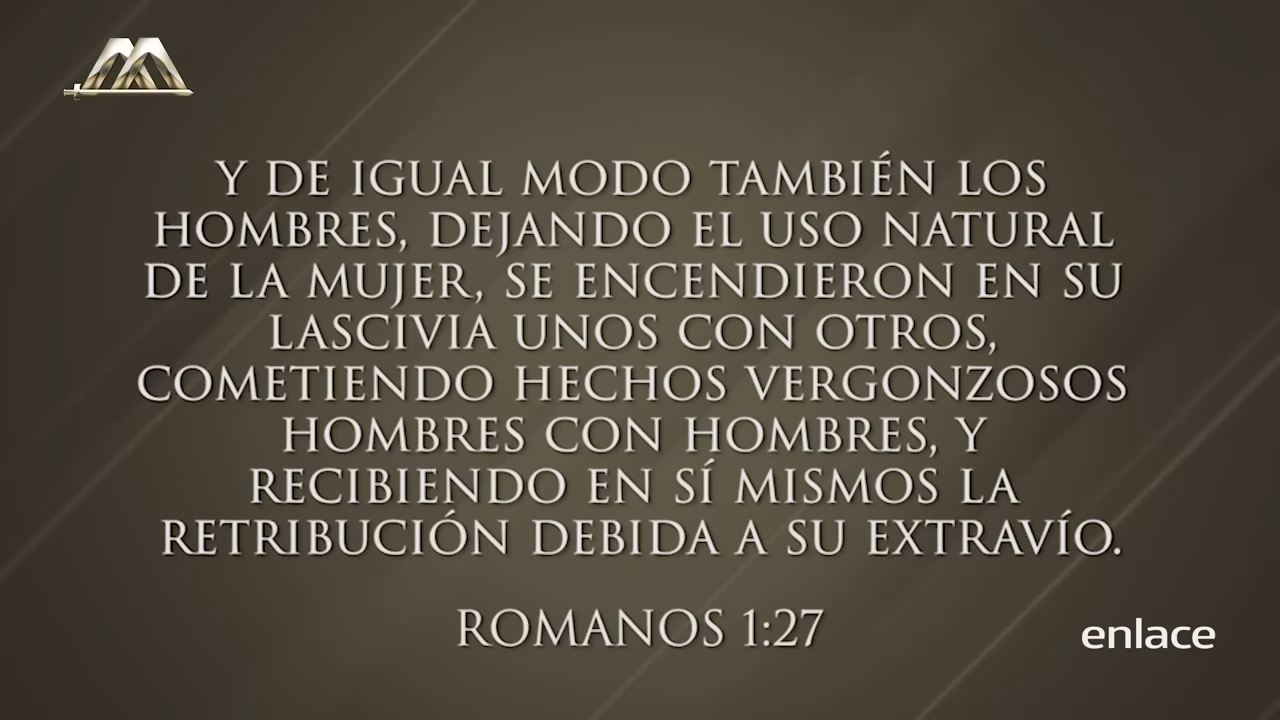 Y DE IGUAL MODO TAMBIÉN LOS
HOMBRES, DEJANDO EL USO NATURAL
DE LA MUJER, SE ENCENDIERON EN SU
LASCIVIA UNOS CON OTROS,
COMETIENDO HECHOS VERGONZOSOS
HOMBRES CON HOMBRES, Y
RECIBIENDO EN SÍ MISMOS LA
RETRIBUCIÓN DEBIDA A SU EXTRAVÍO.
ROMANOS 1:27
enlace